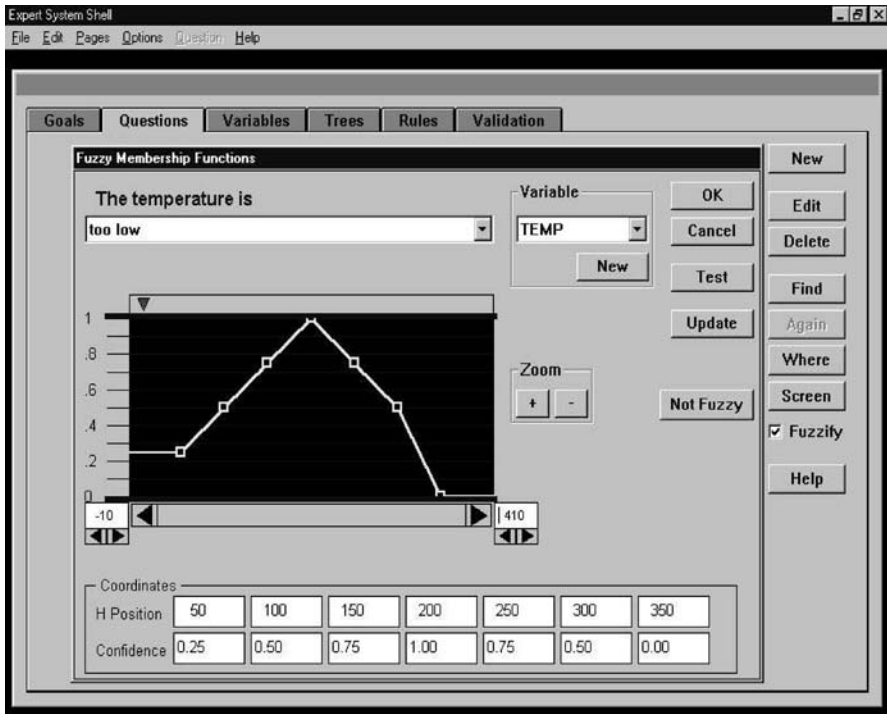 Expert System Shell
File Edit Pages Options Question Help
Goals Questions Variables Trees Rules Validation
Fuzzy Membership Functions
New
The temperature is
Variable
OK
Edit
too low
TEMP
Cancel
Delete
New
Test
Find
1
Update
Again
.8
Zoom
Where
.6
+ -
Not Fuzzy
Screen
.4
Fuzzify
.2
Help
0
-10
410
Coordinates
H Position 50 100 150 200 250 300 350
Confidence 0.25 0.50 0.75 1.00 0.75 0.50 0.00